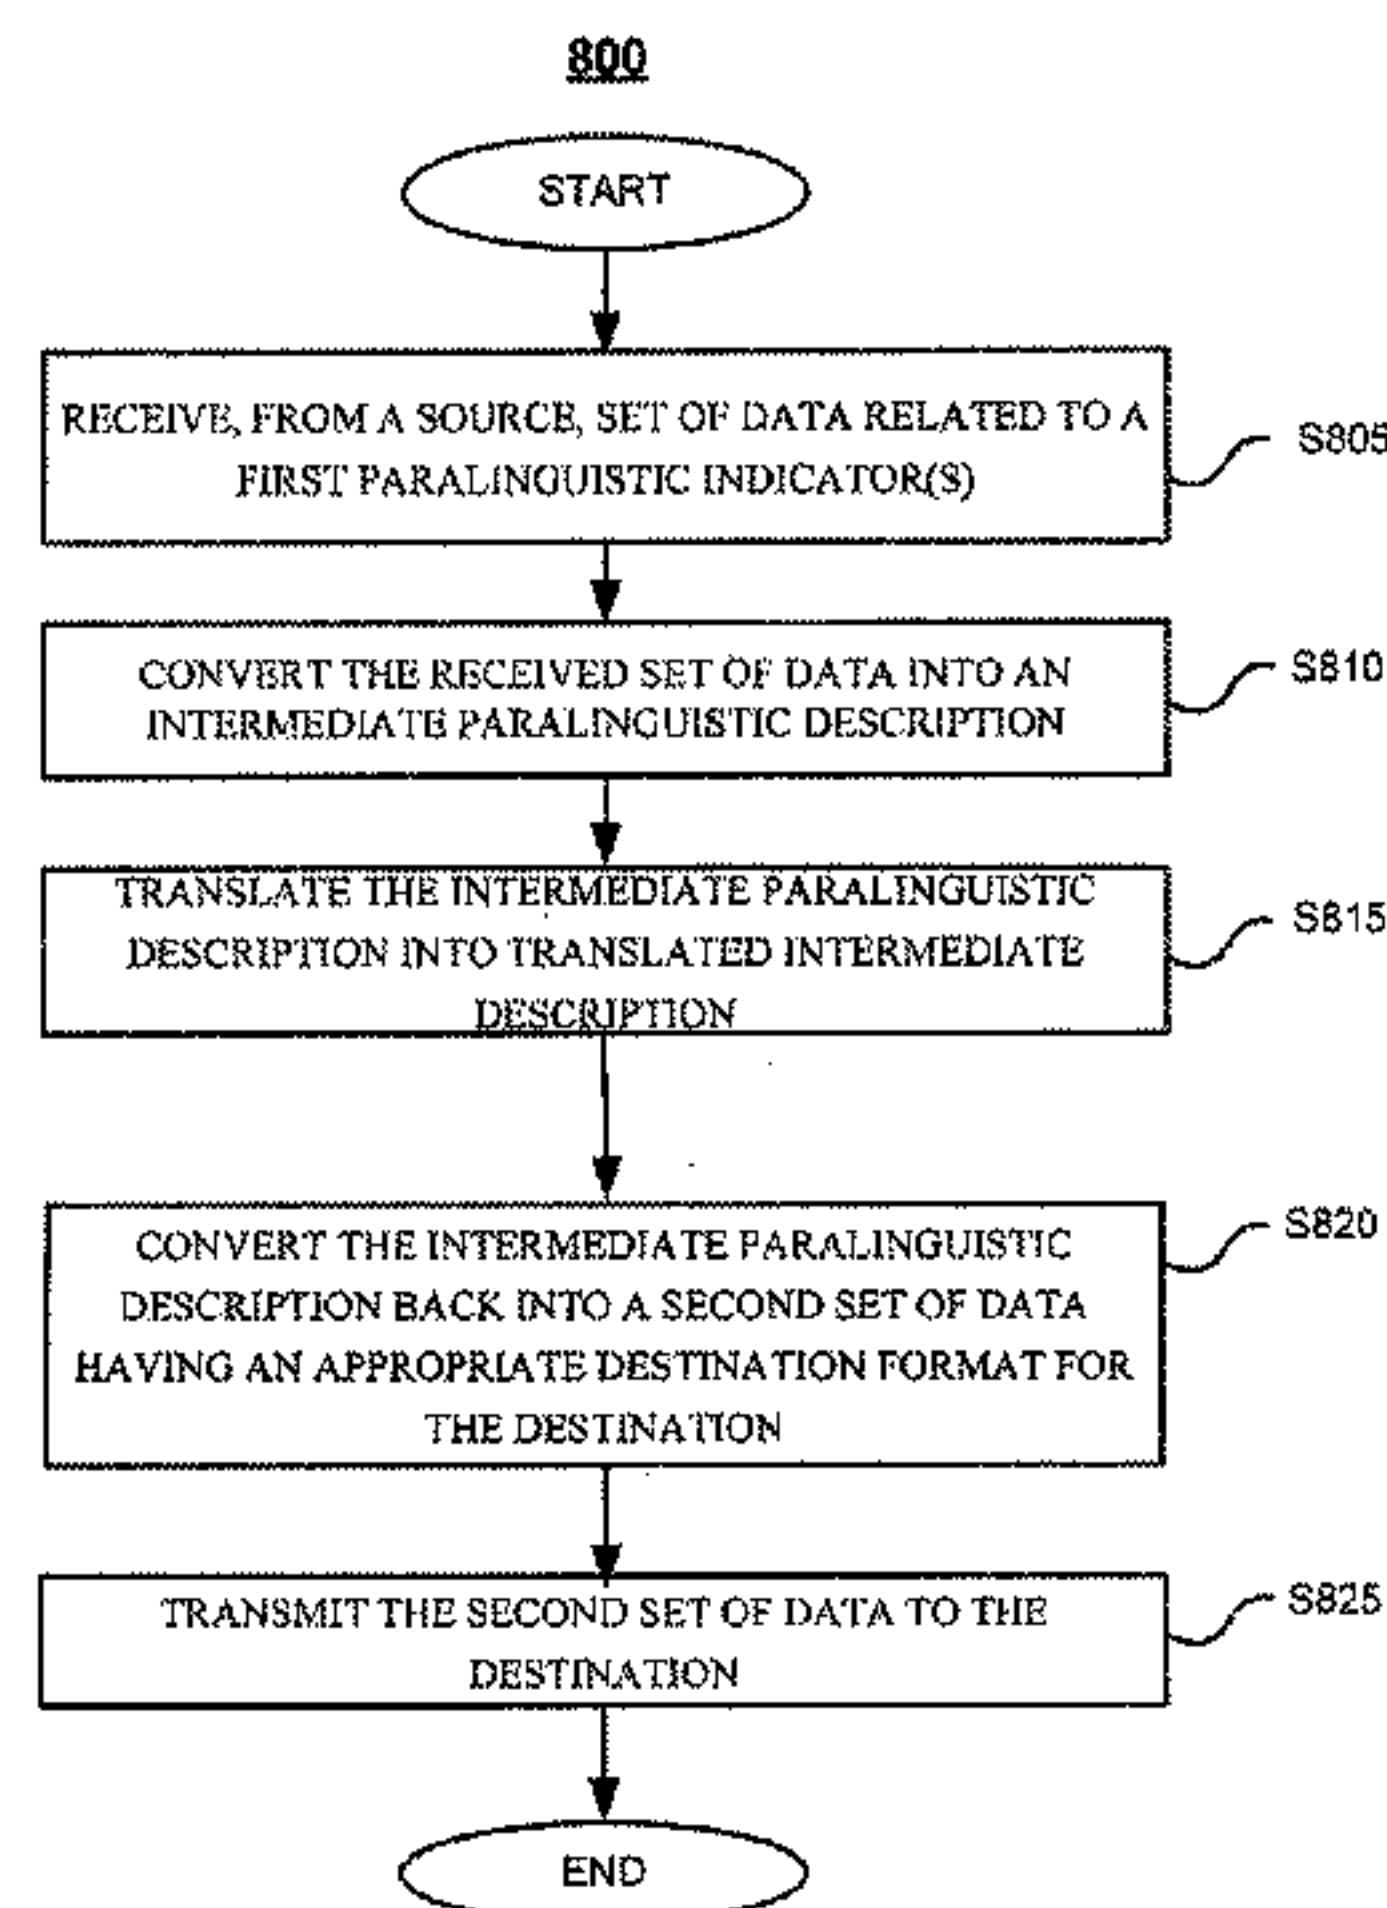 800
START
RECEIVE, FROM A SOURCE, SET OF DATA RELATED TO A
FIRST PARALINGUISTIC INDICATOR(S)
S805
CONVERT THE RECEIVED SET OF DATA INTO AN
INTERMEDIATE PARALINGUISTIC DESCRIPTION
S810
TRANSLATE THE INTERMEDIATE PARALINGUISTIC
DESCRIPTION INTO TRANSLATED INTERMEDIATE
DESCRIPTION
S815
CONVERT THE INTERMEDIATE PARALINGUISTIC
DESCRIPTION BACK INTO A SECOND SET OF DATA
HAVING AN APPROPRIATE DESTINATION FORMAT FOR
THE DESTINATION
S820
TRANSMIT THE SECOND SET OF DATA TO THE
DESTINATION
S825
END